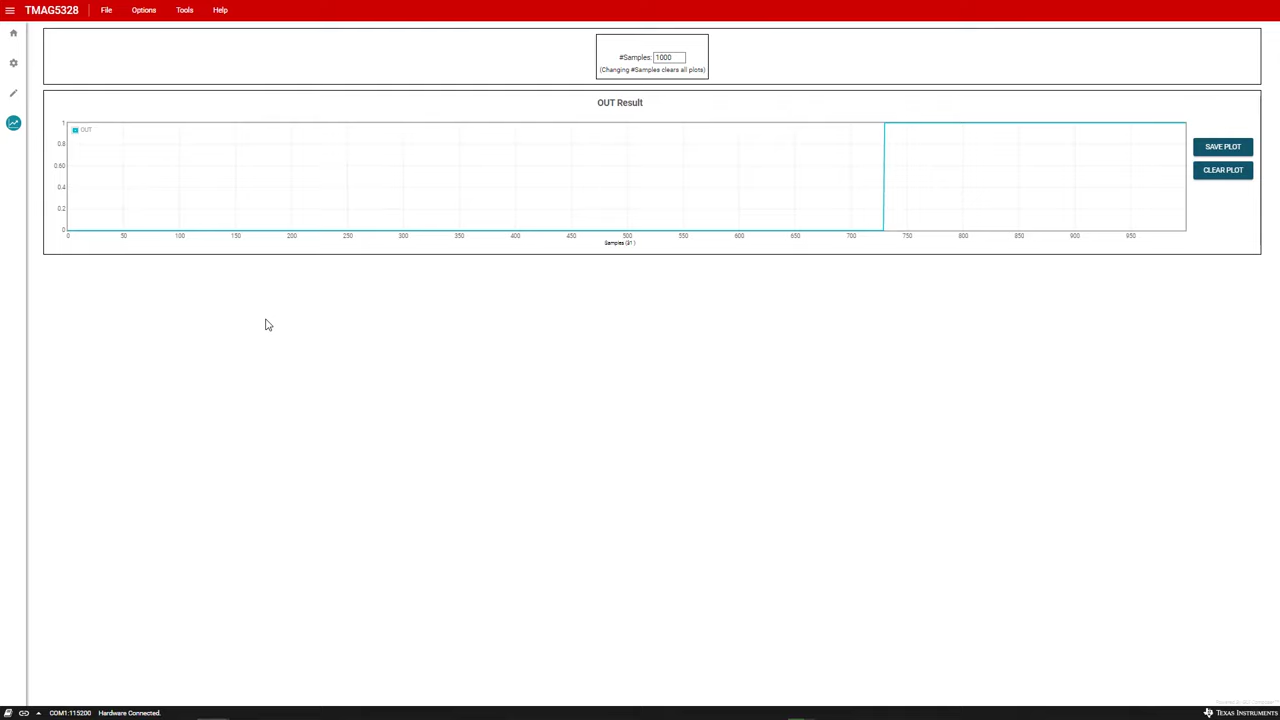 TMAG5328 File Options Tools Help
#Samples: 1000
(Changing #Samples clears all plots)
OUT Result
OUT
1
0.8
0.60
0.4
0.2
0
0 50 100 150 200 250 300 350 400 450 500 550 600 650 700 750 800 850 900 950
SAVE PLOT
CLEAR PLOT
COM1:115200 Hardware Connected.
TEXAS INSTRUMENTS